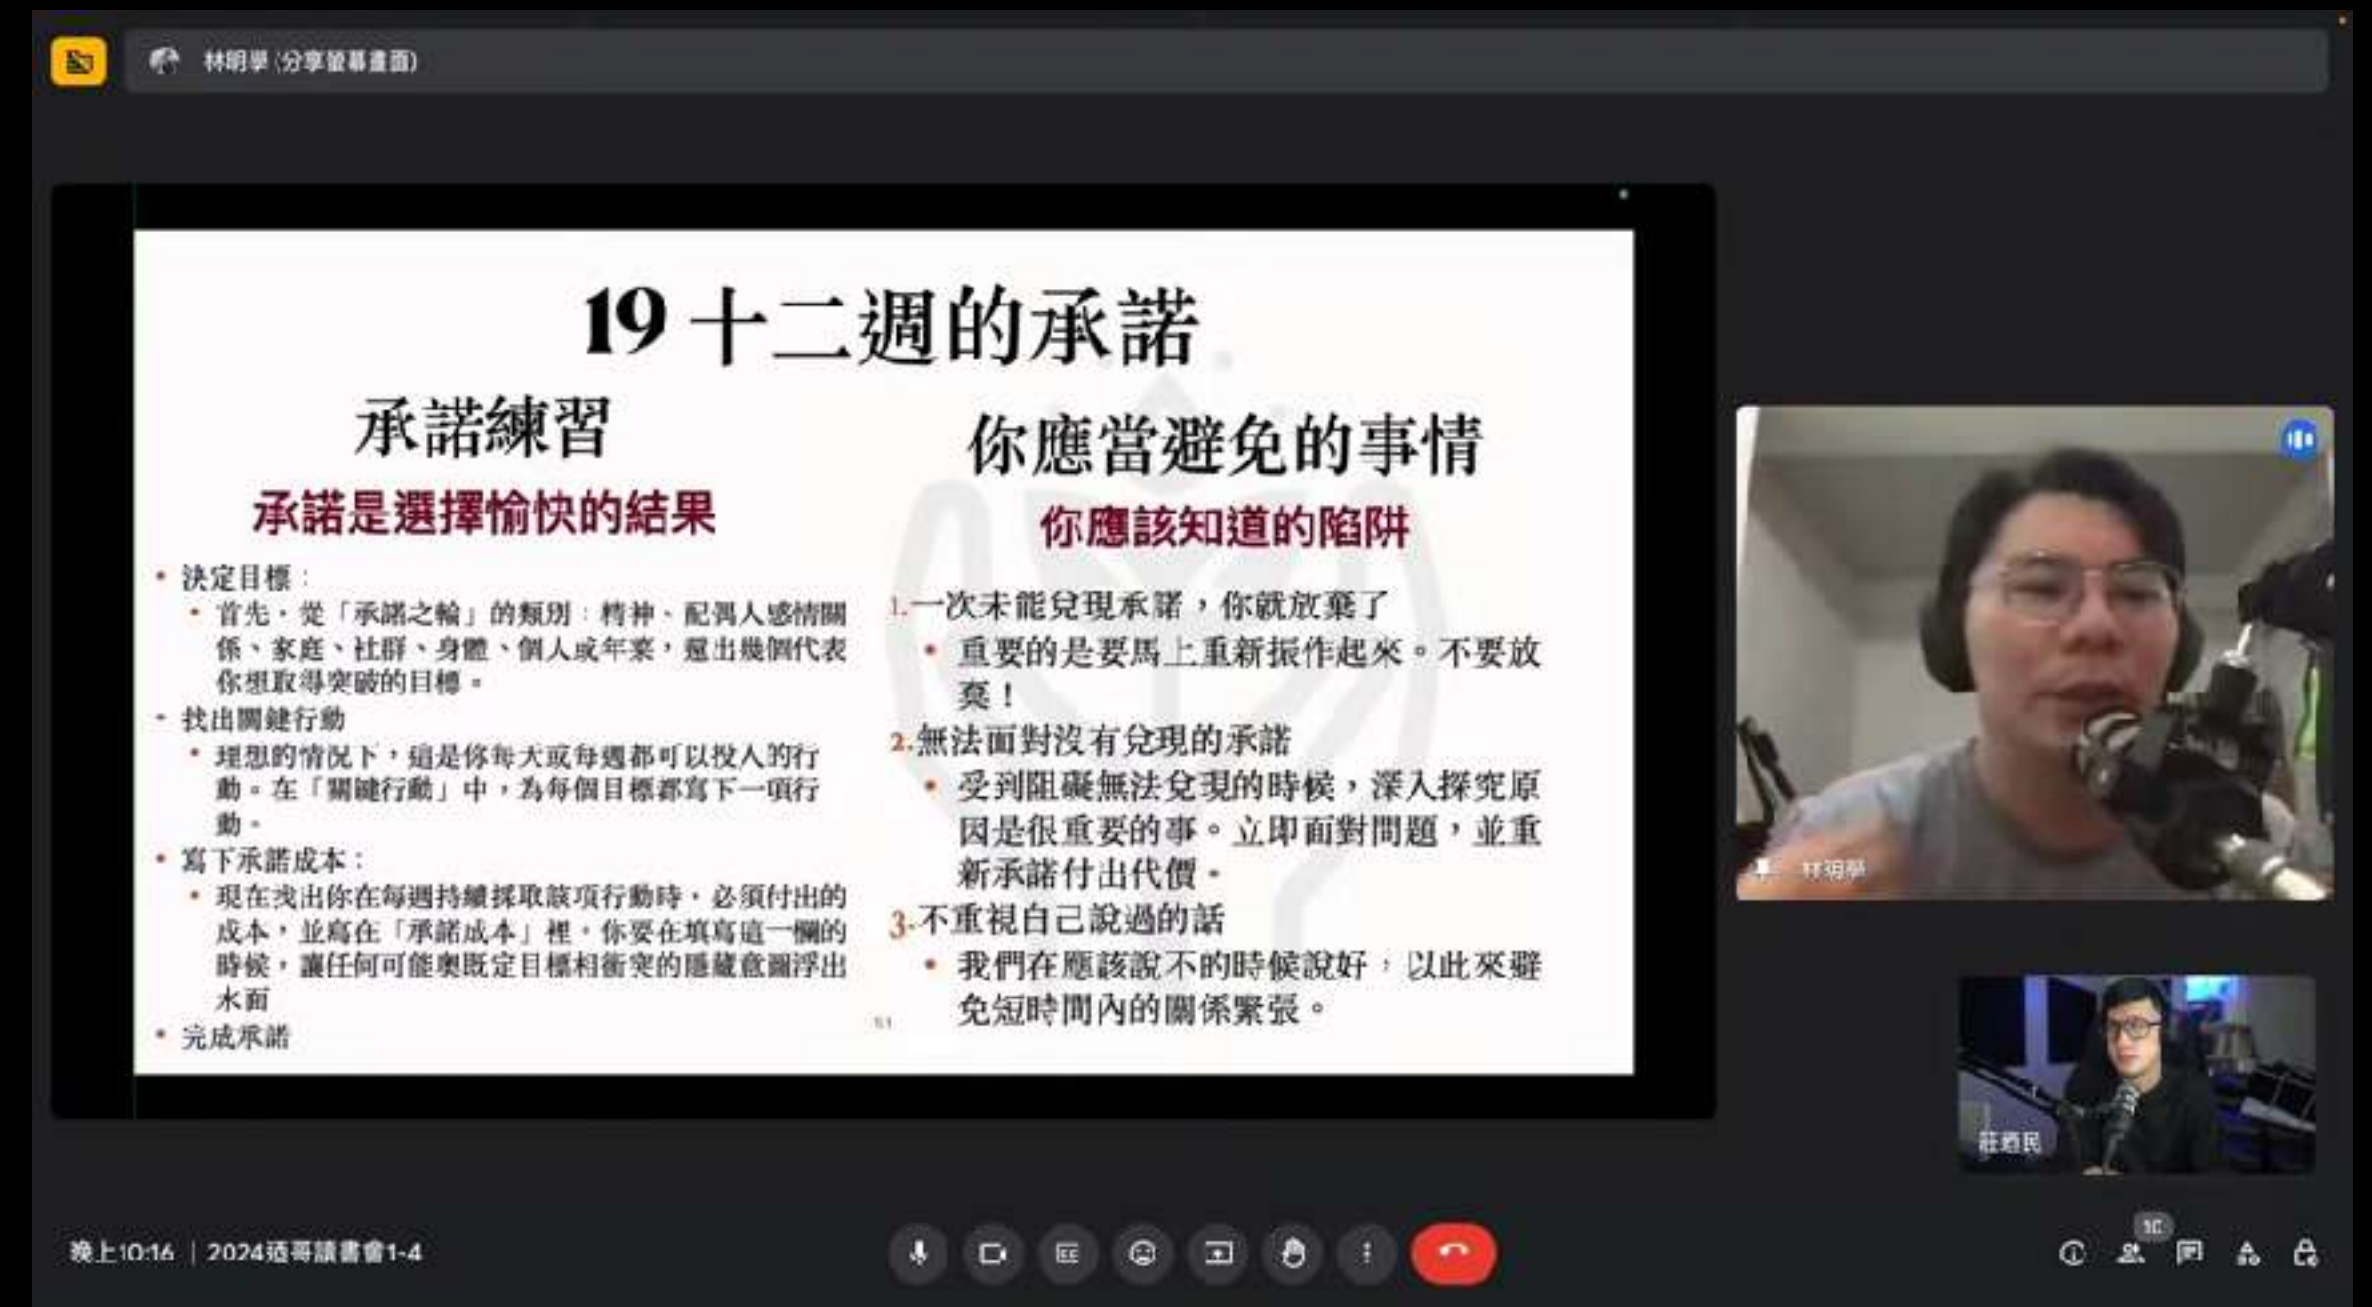 林明學 (分享螢幕畫面)
19 十二週的承諾
承諾練習
承諾是選擇愉快的結果
• 決定目標：
• 首先，從「承諾之輪」的類別：精神、配偶人感情關
係、家庭、社群、身體、個人或年業，選出幾個代表
你想取得突破的目標。
• 找出關鍵行動
• 理想的情況下，這是你每天或每週都可以投入的行
動。在「關鍵行動」中，為每個目標都寫下一項行
動。
• 寫下承諾成本：
• 現在找出你在每週持續採取該項行動時，必須付出的
成本，並寫在「承諾成本」裡。你要在填寫這一欄的
時候，讓任何可能與既定目標相衝突的隱藏意圖浮出
水面
• 完成承諾
你應當避免的事情
你應該知道的陷阱
1.一次未能兌現承諾，你就放棄了
• 重要的是要馬上重新振作起來。不要放
棄！
2.無法面對沒有兌現的承諾
• 受到阻礙無法兌現的時候，深入探究原
因是很重要的事。立即面對問題，並重
新承諾付出代價。
3.不重視自己說過的話
• 我們在應該說不的時候說好，以此來避
免短時間內的關係緊張。
51
林明學
莊迺民
晚上10:16 | 2024迺哥讀書會1-4
10